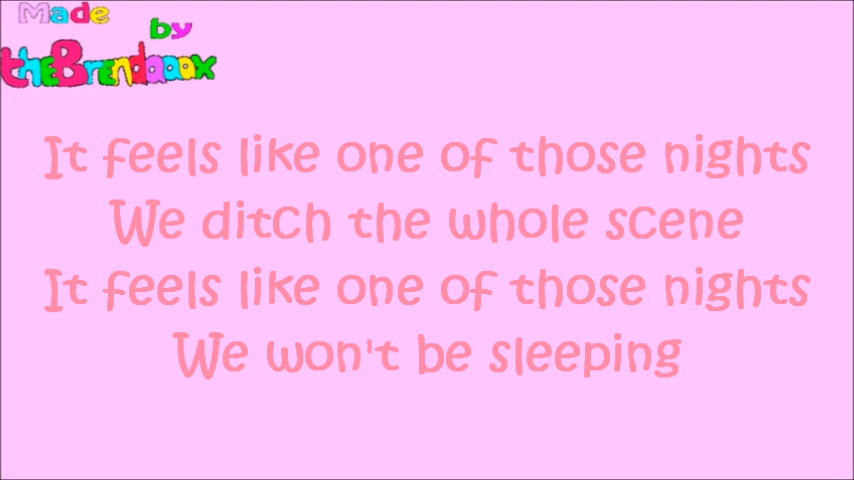 Made
by
theBrendaaax
It feels like one of those nights
We ditch the whole scene
It feels like one of those nights
We won't be sleeping